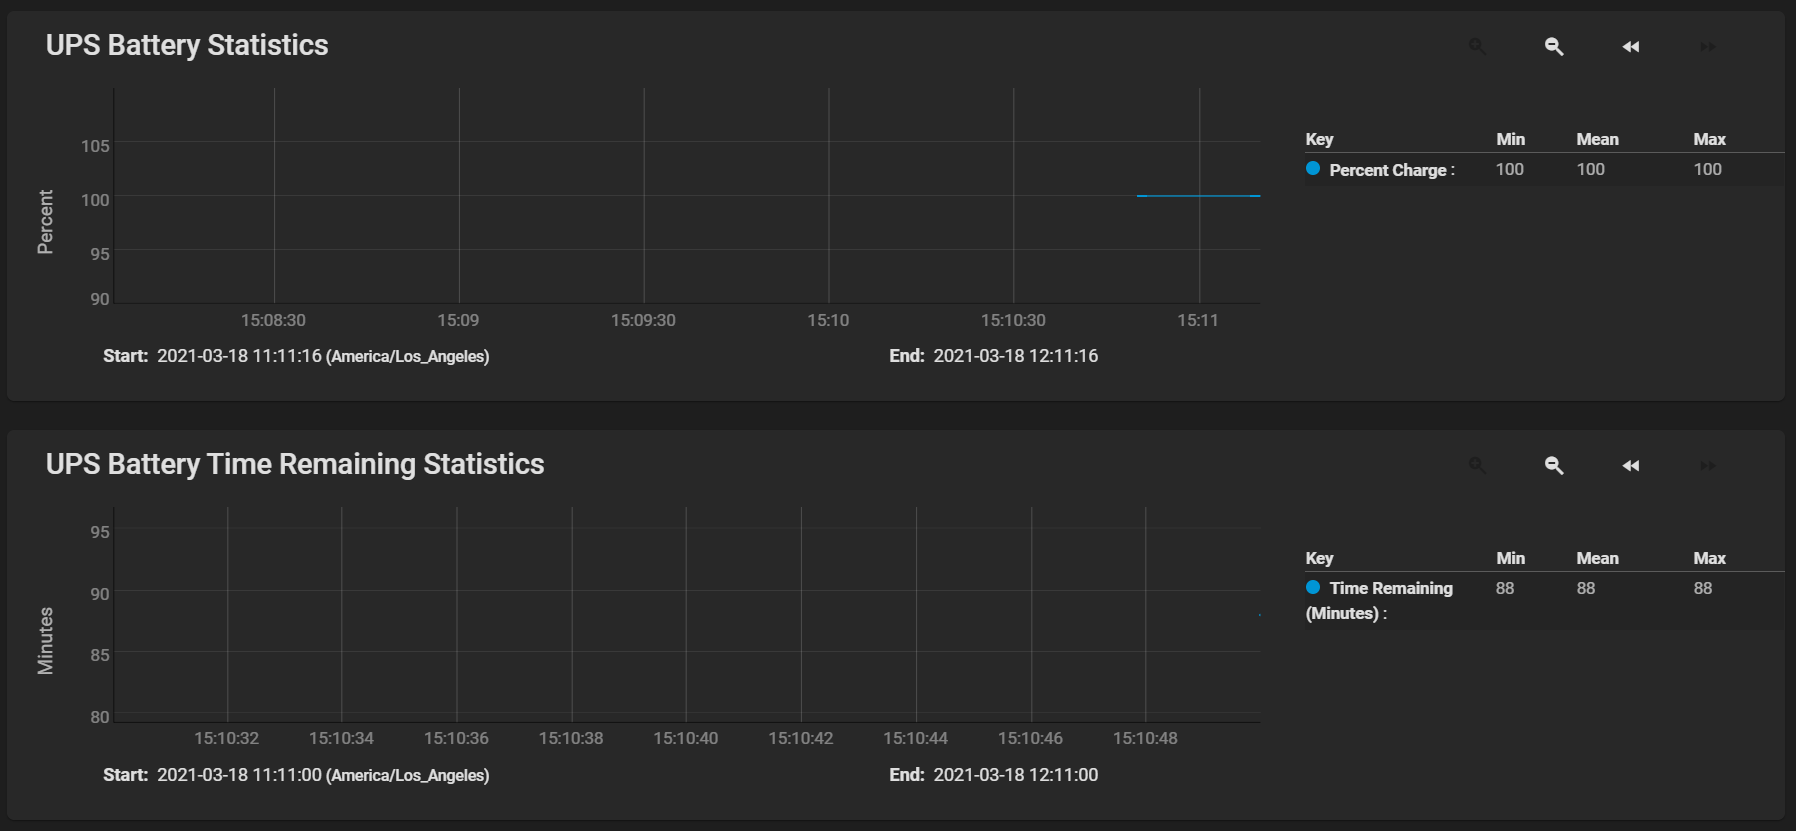 UPS Battery Statistics
Key Min Mean Max
Percent Charge : 100 100 100
Percent
105
100
95
90
15:08:30 15:09 15:09:30 15:10 15:10:30 15:11
Start: 2021-03-18 11:11:16 (America/Los_Angeles) End: 2021-03-18 12:11:16
UPS Battery Time Remaining Statistics
Key Min Mean Max
Time Remaining 88 88 88
(Minutes) :
Minutes
95
90
85
80
15:10:32 15:10:34 15:10:36 15:10:38 15:10:40 15:10:42 15:10:44 15:10:46 15:10:48
Start: 2021-03-18 11:11:00 (America/Los_Angeles) End: 2021-03-18 12:11:00